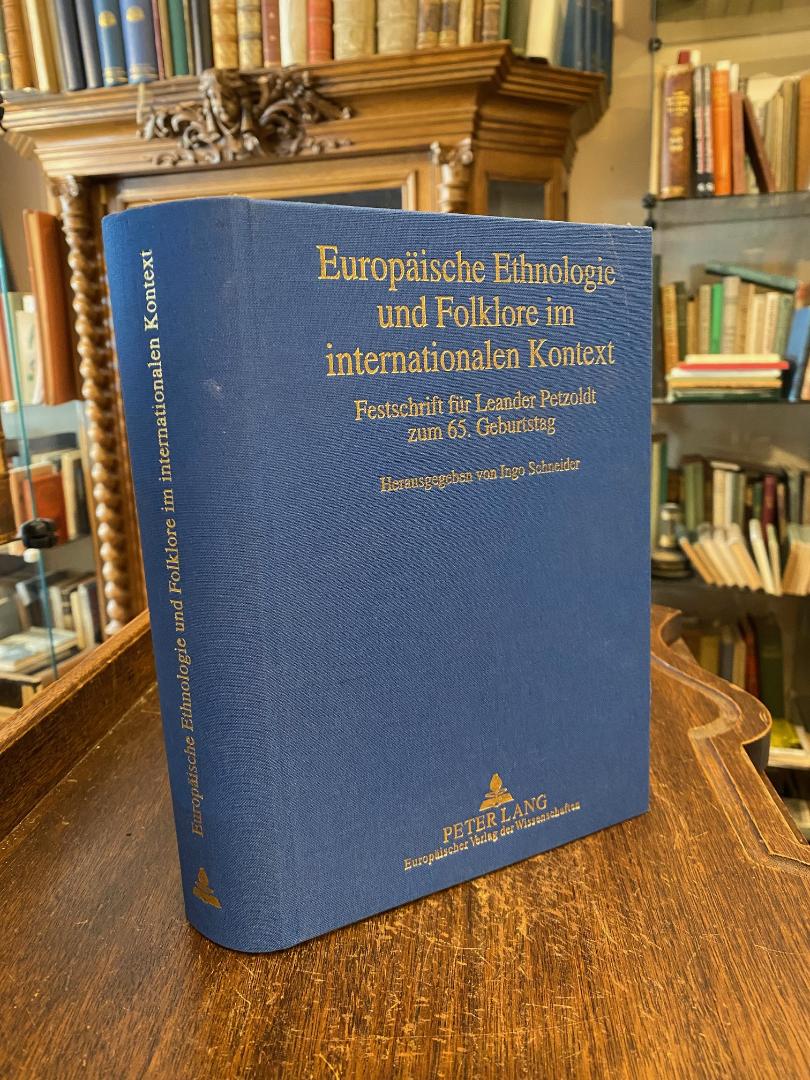 Europäische Ethnologie
und Folklore im
internationalen Kontext
Festschrift für Leander Petzoldt
zum 65. Geburtstag
Herausgegeben von Ingo Schneider
PETER LANG
Europäischer Verlag der Wissenschaften
Europäische Ethnologie und Folklore im internationalen Kontext